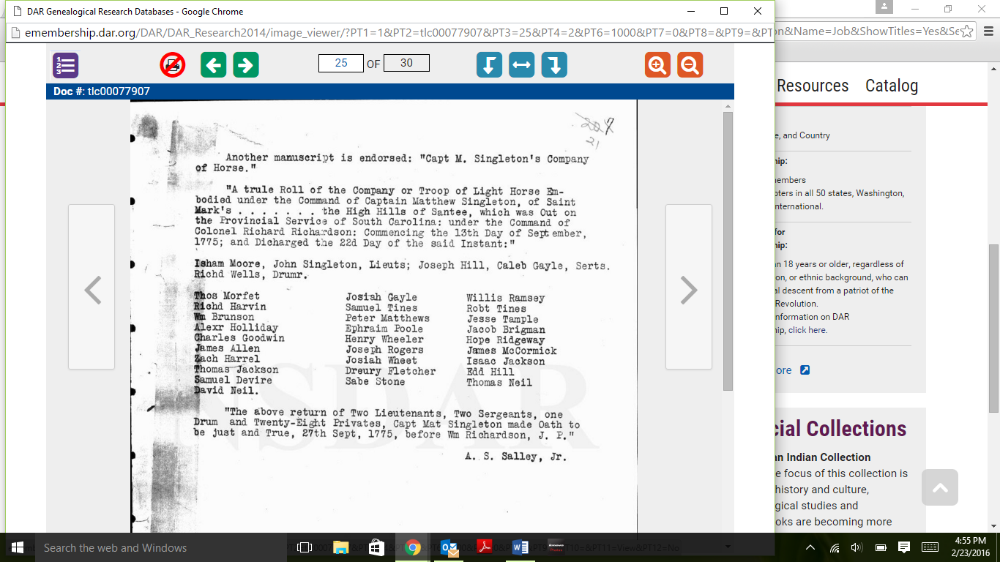 DAR Genealogical Research Databases - Google Chrome
emembership.dar.org/DAR/DAR_Research2014/image_viewer/?PT1=1&PT2=tlc00077907&PT3=25&PT4=2&PT6=1000&PT7=0&PT8=&PT9=&PT
on&Name=Job&ShowTitles=Yes&Se
25 OF 30
Resources Catalog
Doc #: tlc00077907
207
21
Another manuscript is endorsed: "Capt M. Singleton's Company
of Horse."
"A trule Roll of the Company or Troop of Light Horse Em-
bodied under the Command of Captain Matthew Singleton, of Saint
Mark's . . . . . . . the High Hills of Santee, which was Out on
the Provincial Service of South Carolina: under the Command of
Colonel Richard Richardson: Commencing the 13th Day of September,
1775; and Dicharged the 22d Day of the said Instant:"
Isham Moore, John Singleton, Lieuts; Joseph Hill, Caleb Gayle, Serts.
Richd Wells, Drumr.
Thos Morfet Josiah Gayle Willis Ramsey
Richd Harvin Samuel Tines Robt Tines
Wm Brunson Peter Matthews Jesse Tample
Alexr Holliday Ephraim Poole Jacob Brigman
Charles Goodwin Henry Wheeler Hope Ridgeway
James Allen Joseph Rogers James McCormick
Zach Harrel Josiah Wheet Isaac Jackson
Thomas Jackson Dreury Fletcher Edd Hill
Samuel Devire Sabe Stone Thomas Neil
David Neil.
"The above return of Two Lieutenants, Two Sergeants, one
Drum and Twenty-Eight Privates, Capt Mat Singleton made Oath to
be just and True, 27th Sept, 1775, before Wm Richardson, J. P."
A. S. Salley, Jr.
NSDAR
e, and Country
hip:
members
pters in all 50 states, Washington,
nternational.
for
hip:
n 18 years or older, regardless of
on, or ethnic background, who can
al descent from a patriot of the
Revolution.
nformation on DAR
hip, click here.
ore
cial Collections
an Indian Collection
e focus of this collection is
history and culture,
gical studies and
oks are becoming more
Search the web and Windows
4:55 PM
2/23/2016